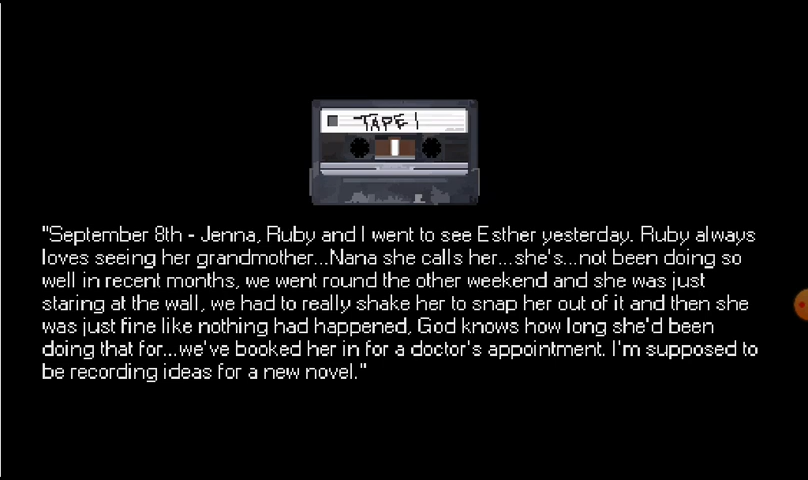 TAPE 1
"September 8th - Jenna, Ruby and I went to see Esther yesterday. Ruby always
loves seeing her grandmother...Nana she calls her...she's...not been doing so
well in recent months, we went round the other weekend and she was just
staring at the wall, we had to really shake her to snap her out of it and then she
was just fine like nothing had happened, God knows how long she'd been
doing that for...we've booked her in for a doctor's appointment. I'm supposed to
be recording ideas for a new novel."